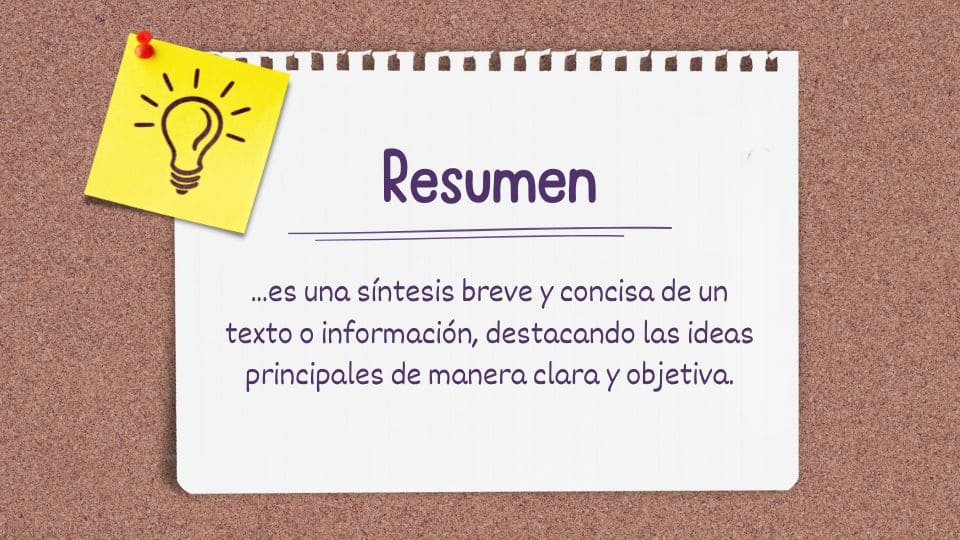 Resumen
...es una síntesis breve y concisa de un
texto o información, destacando las ideas
principales de manera clara y objetiva.